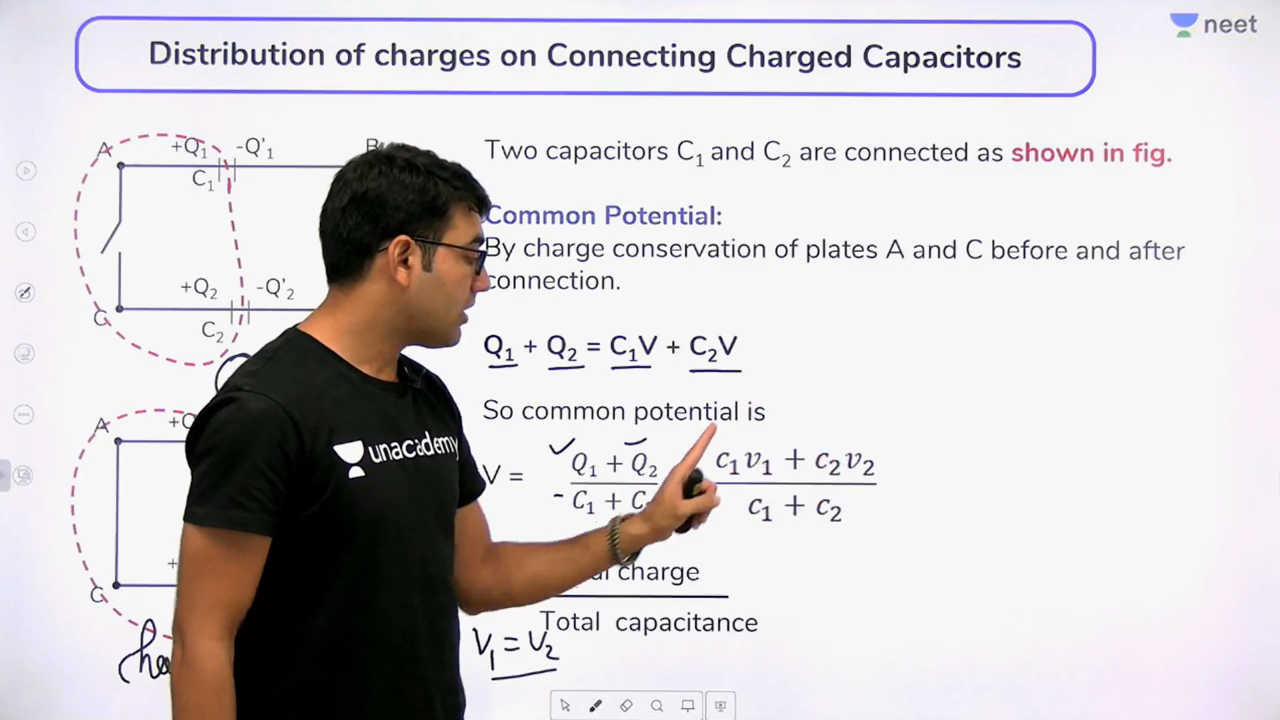 neet
Distribution of charges on Connecting Charged Capacitors
A +Q₁ -Q'₁
C₁
+Q₂ -Q'₂
C
C₂
A
C
+
Two capacitors C₁ and C₂ are connected as shown in fig.
Common Potential:
By charge conservation of plates A and C before and after
connection.
Q₁ + Q₂ = C₁V + C₂V
So common potential is
V = Q₁ + Q₂ / C₁ + c₁v₁ + c₂v₂ / c₁ + c₂
charge
Total capacitance
V₁ = V₂
unacademy